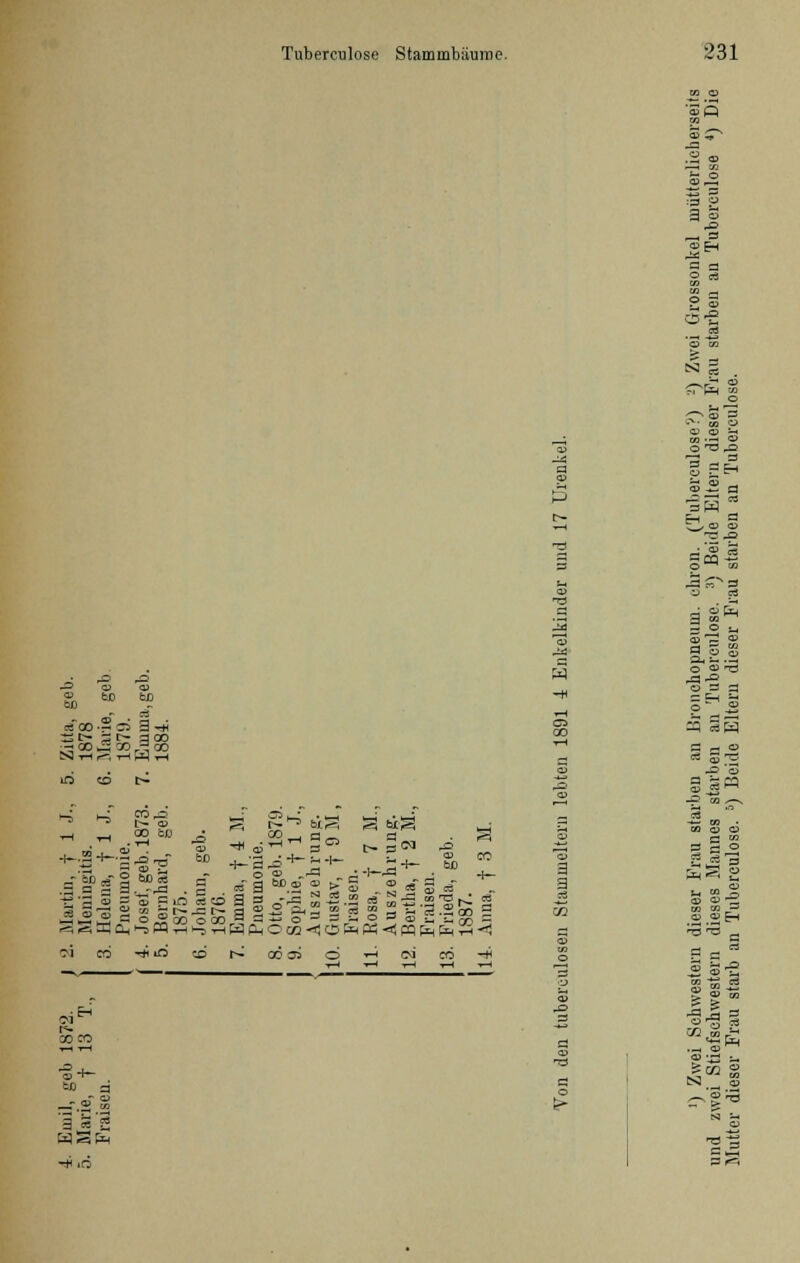 Tuberculose Stammbäume. 231
4. Emil, geb 1872.
5. Marie, † 13 T.,
Fraisen.
2. Martin, † 1 J.,
Meningitis.
3. Helena, † 1 J.,
Pneumonie.
4. Josef, geb. 1873.
5. Bernhard, geb.
1875.
6. Johann, geb.
1876.
7. Emma, † 4 M.,
Pneumonie.
8. Otto, geb. 1879.
9. Sophie, † 1 J.,
Auszehrung.
10. Gustav, † 9 M.,
Fraisen.
11. Rosa, † 7 M.,
Auszehrung.
12. Bertha, † 2 M.,
Fraisen.
13. Frieda, geb.
1887.
14. Anna, † 3 M.
5. Zitta, geb.
1878
6. Marie, geb
1879.
7. Emma, geb.
1884.
Von den tuberculosen Stammeltern lebten 1891 4 Enkelkinder und 17 Urenkel.
¹) Zwei Schwestern dieser Frau starben an Bronchopneum. chron. (Tuberculose?) ²) Zwei Grossonkel mütterlicherseits
und zwei Stiefschwestern dieses Mannes starben an Tuberculose. ³) Beide Eltern dieser Frau starben an Tuberculose ⁴) Die
Mutter dieser Frau starb an Tuberculose. ⁵) Beide Eltern dieser Frau starben an Tuberculose.